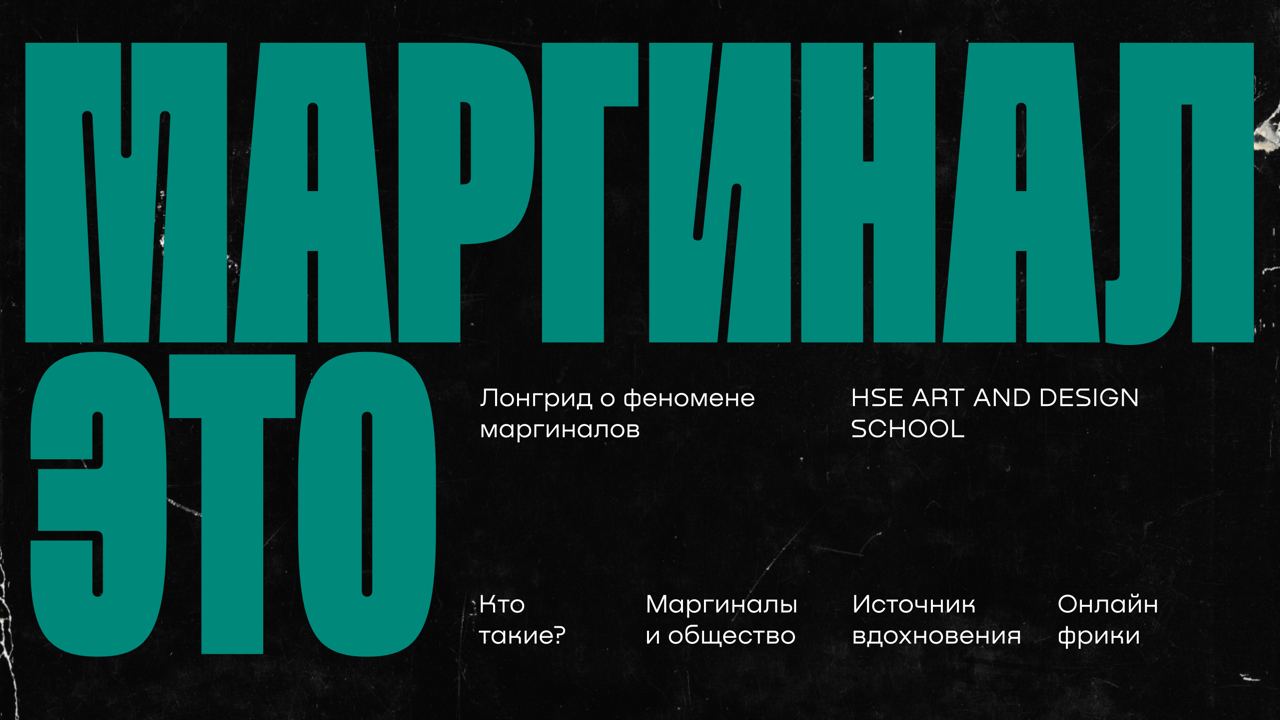 МАРГИНАЛ
ЭТО
Лонгрид о феномене
маргиналов
HSE ART AND DESIGN
SCHOOL
Кто
такие?
Маргиналы
и общество
Источник
вдохновения
Онлайн
фрики